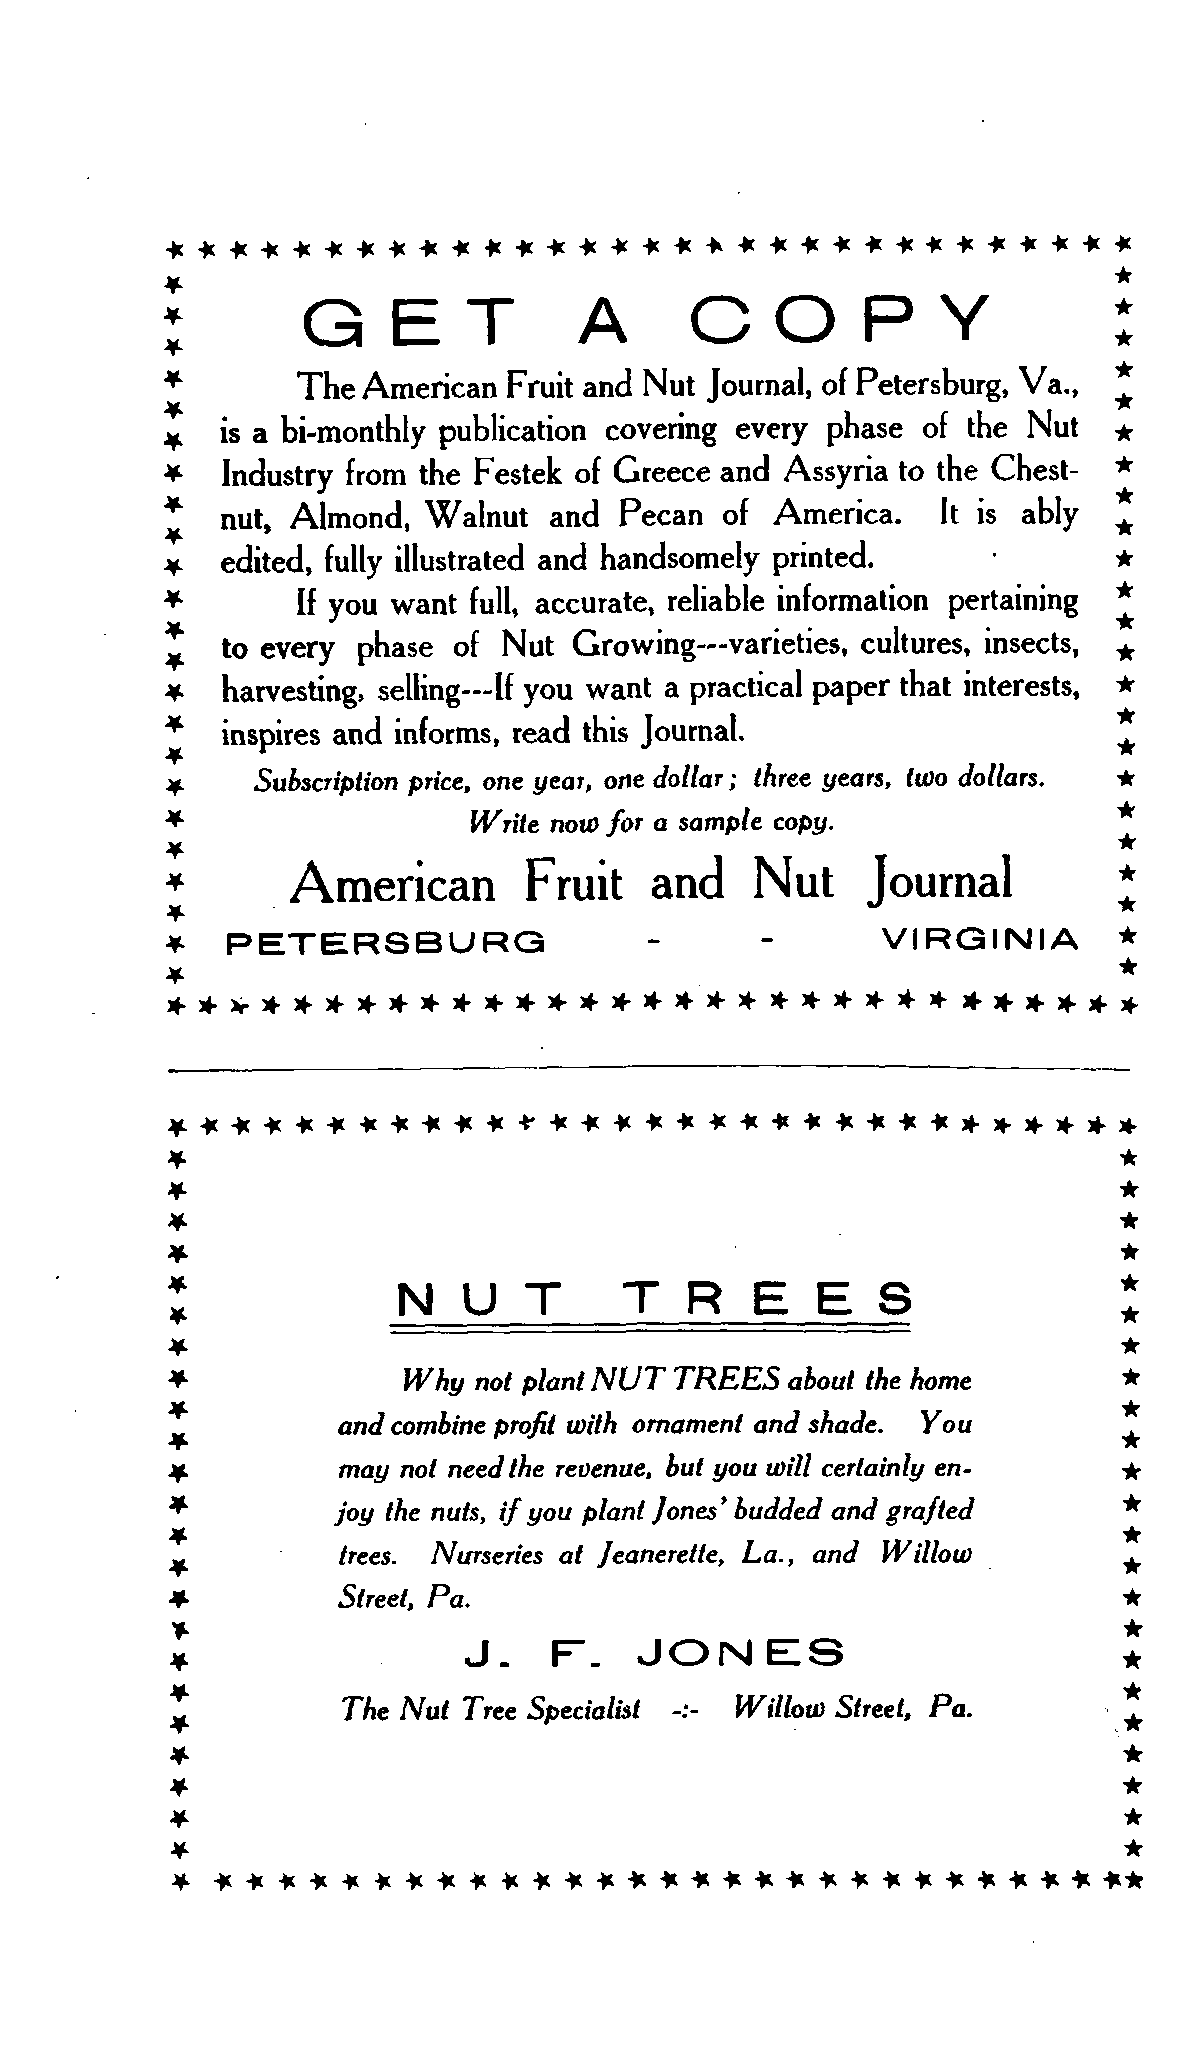 GET A COPY
The American Fruit and Nut Journal, of Petersburg, Va.,
is a bi-monthly publication covering every phase of the Nut
Industry from the Festek of Greece and Assyria to the Chest-
nut, Almond, Walnut and Pecan of America. It is ably
edited, fully illustrated and handsomely printed.
If you want full, accurate, reliable information pertaining
to every phase of Nut Growing---varieties, cultures, insects,
harvesting, selling---If you want a practical paper that interests,
inspires and informs, read this Journal.
Subscription price, one year, one dollar; three years, two dollars.
Write now for a sample copy.
American Fruit and Nut Journal
PETERSBURG - - VIRGINIA
NUT TREES
Why not plant NUT TREES about the home
and combine profit with ornament and shade. You
may not need the revenue, but you will certainly en-
joy the nuts, if you plant Jones' budded and grafted
trees. Nurseries at Jeanerette, La., and Willow
Street, Pa.
J. F. JONES
The Nut Tree Specialist -:- Willow Street, Pa.